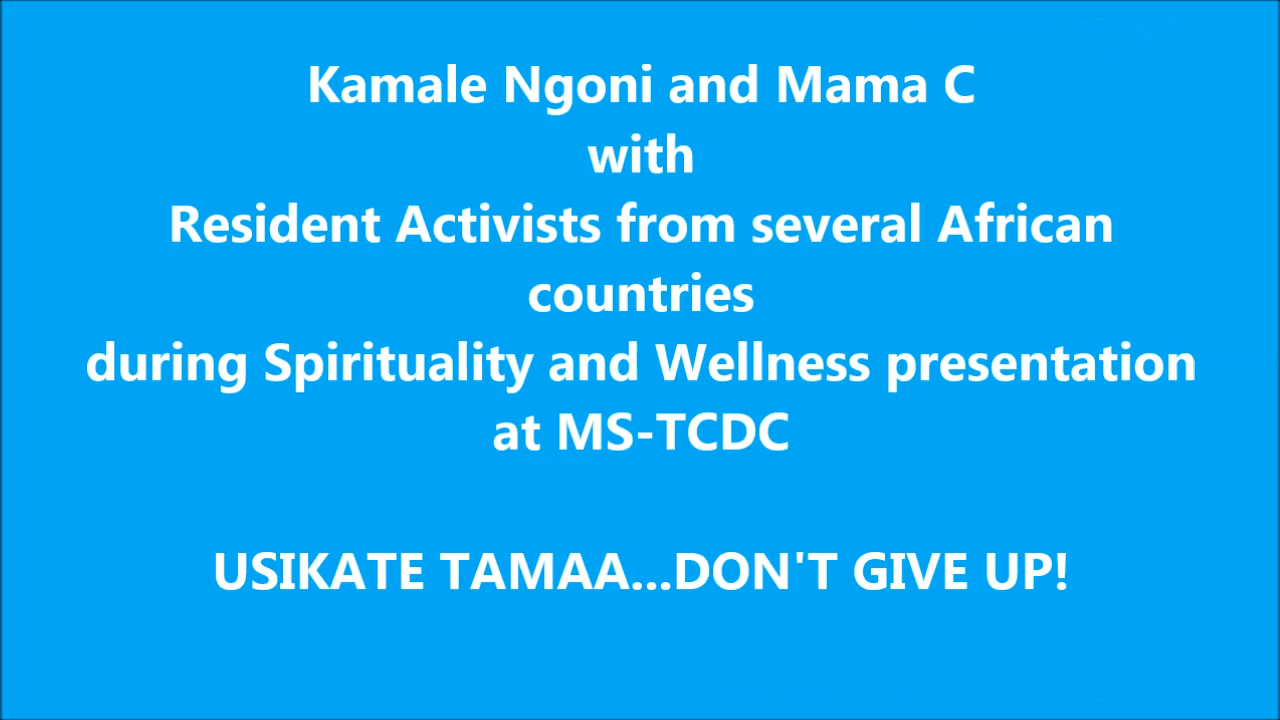 Kamale Ngoni and Mama C
with
Resident Activists from several African
countries
during Spirituality and Wellness presentation
at MS-TCDC
USIKATE TAMAA...DON'T GIVE UP!